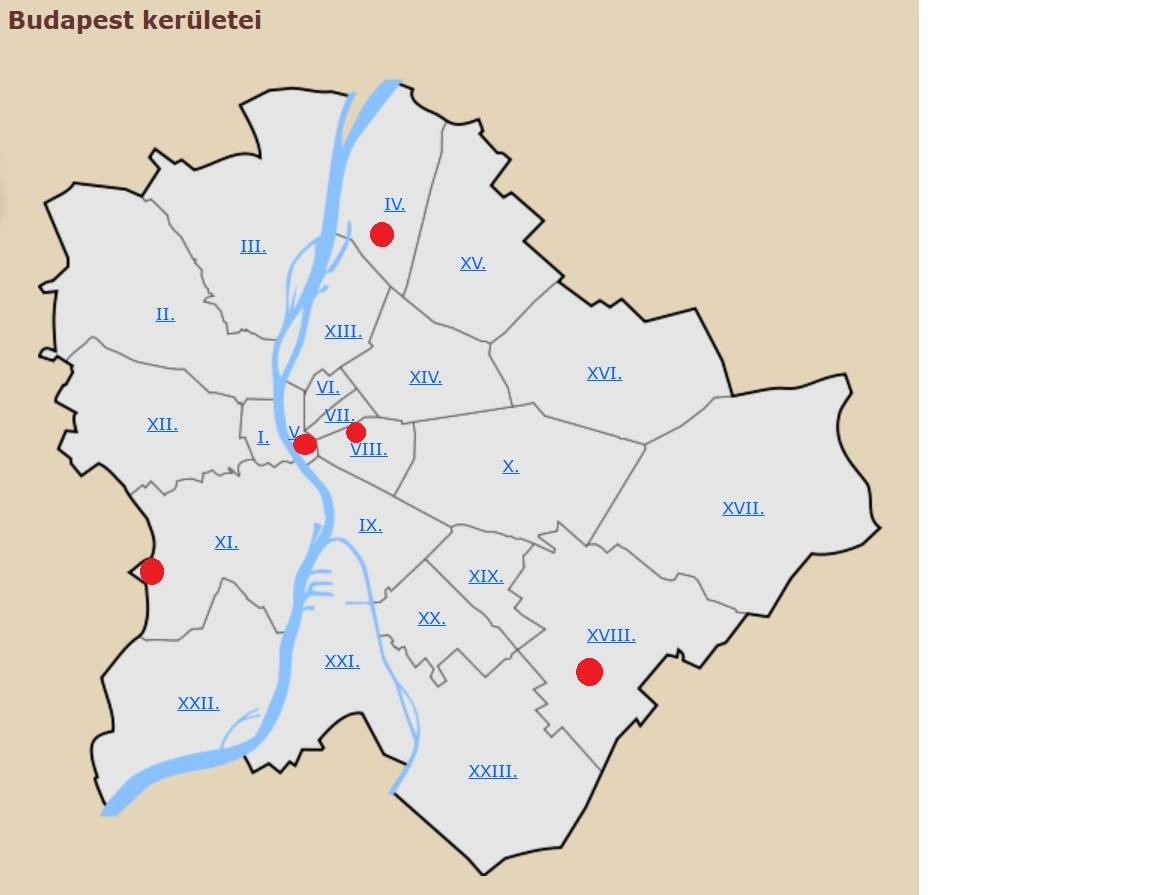 Budapest kerületei
IV.
III.
XV.
II.
XIII.
XVI.
XIV.
VI.
VII.
XII.
I.
V.
VIII.
X.
XVII.
IX.
XI.
XIX.
XX.
XVIII.
XXI.
XXII.
XXIII.